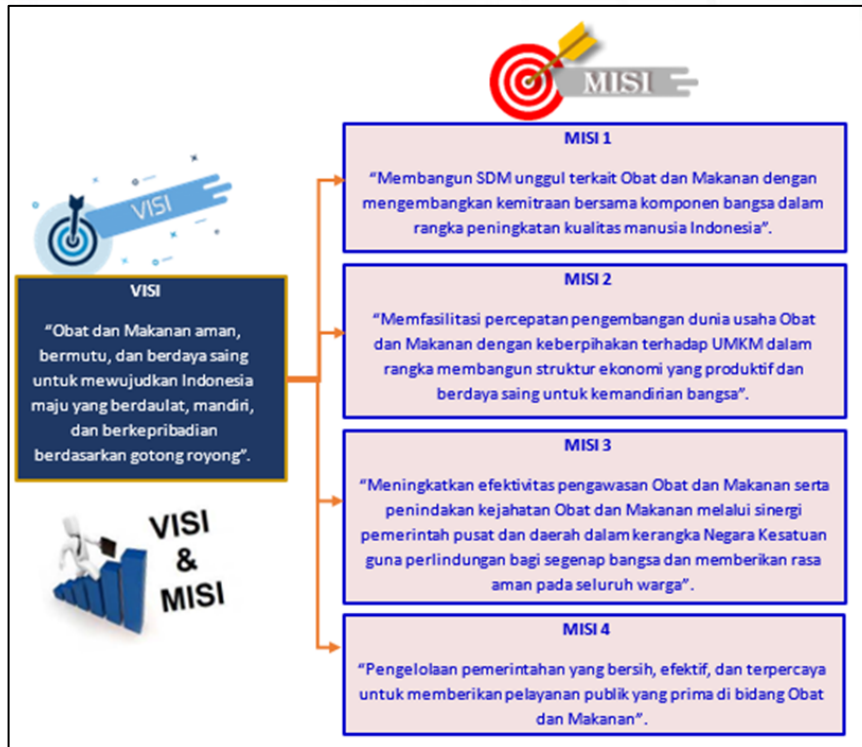 MISI
VISI
VISI
“Obat dan Makanan aman,
bermutu, dan berdaya saing
untuk mewujudkan Indonesia
maju yang berdaulat, mandiri,
dan berkepribadian
berdasarkan gotong royong”.
VISI
&
MISI
MISI 1
“Membangun SDM unggul terkait Obat dan Makanan dengan
mengembangkan kemitraan bersama komponen bangsa dalam
rangka peningkatan kualitas manusia Indonesia”.
MISI 2
“Memfasilitasi percepatan pengembangan dunia usaha Obat
dan Makanan dengan keberpihakan terhadap UMKM dalam
rangka membangun struktur ekonomi yang produktif dan
berdaya saing untuk kemandirian bangsa”.
MISI 3
“Meningkatkan efektivitas pengawasan Obat dan Makanan serta
penindakan kejahatan Obat dan Makanan melalui sinergi
pemerintah pusat dan daerah dalam kerangka Negara Kesatuan
guna perlindungan bagi segenap bangsa dan memberikan rasa
aman pada seluruh warga”.
MISI 4
“Pengelolaan pemerintahan yang bersih, efektif, dan terpercaya
untuk memberikan pelayanan publik yang prima di bidang Obat
dan Makanan”.